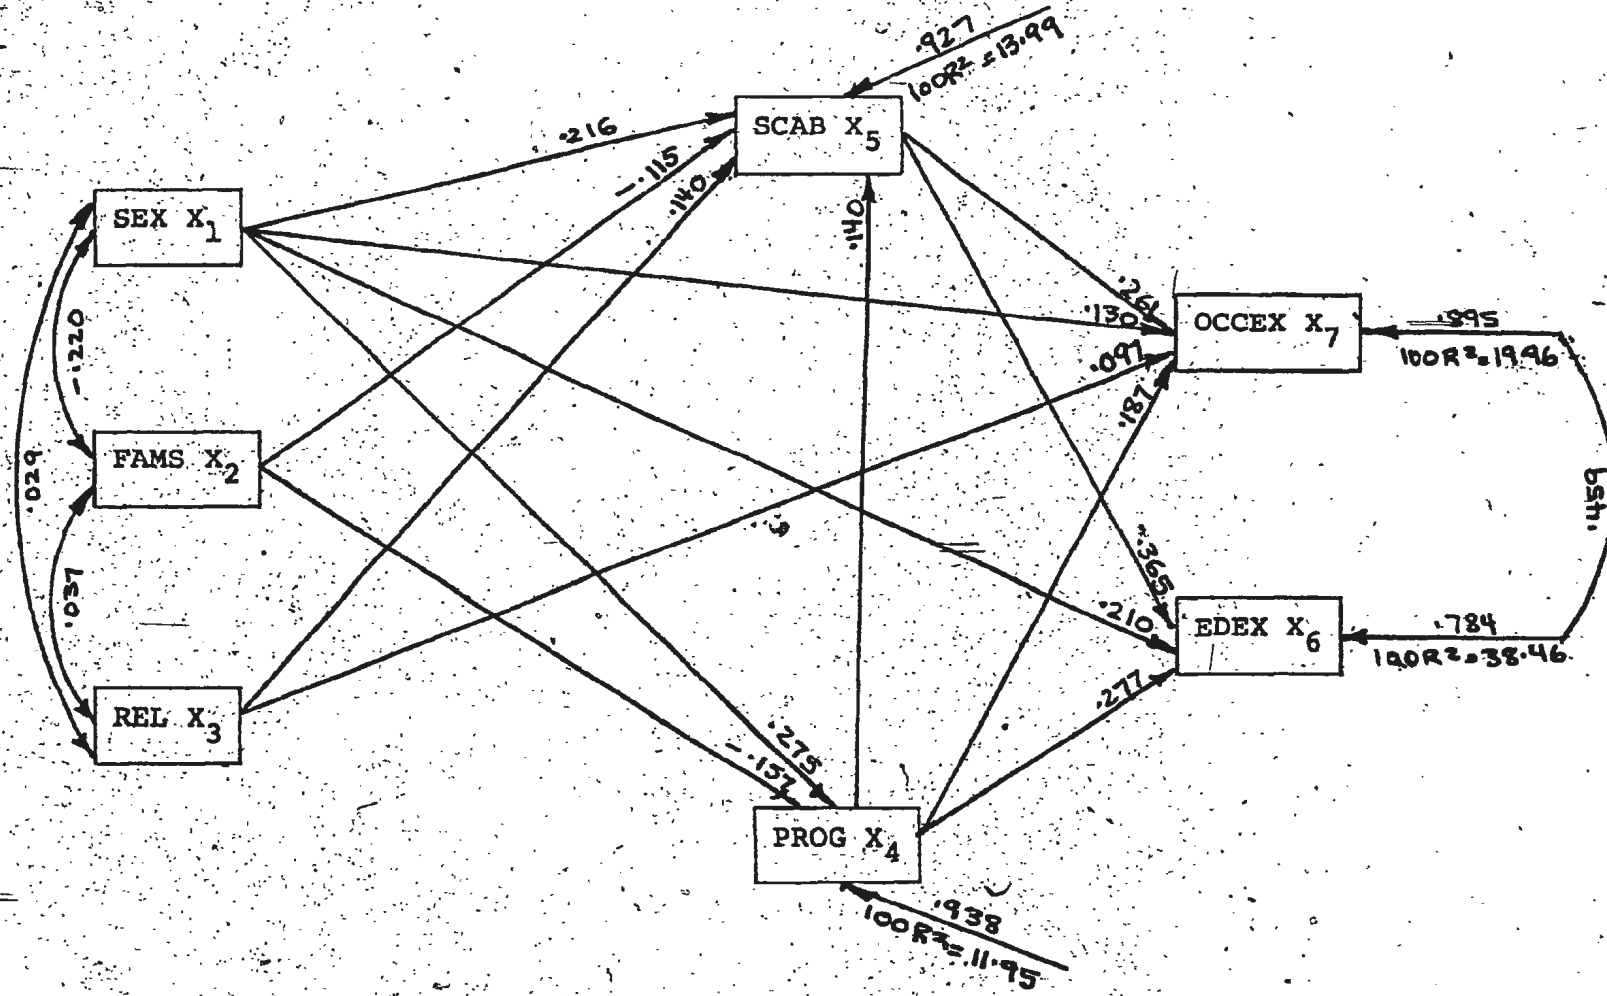 .927
100R² = 13.99
SCAB X5
.216
-.115
.140
.140
SEX X1
-.220
.029
FAMS X2
.037
REL X3
.130
.097
.187
OCCEX X7
.895
100R² = 19.96
.459
.365
.210
.277
EDEX X6
.784
100R² = 38.46
.275
-.157
PROG X4
.938
100R² = 11.95